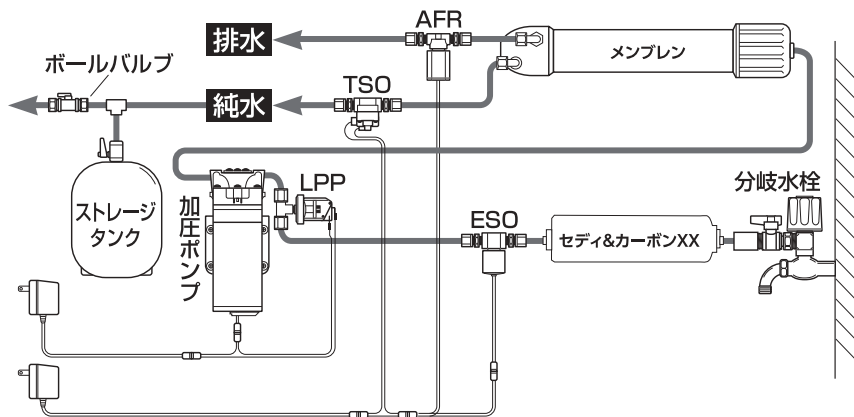 AFR
排水
メンブレン
ボールバルブ
TSO
純水
LPP
分岐水栓
ストレージ
タンク
加圧ポンプ
ESO
セディ&カーボンXX